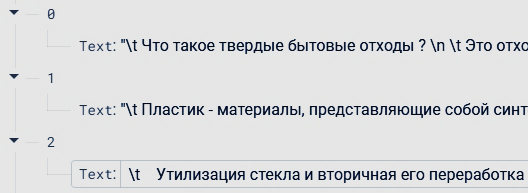 0
Text: "\t Что такое твердые бытовые отходы ? \n \t Это отхо
1
Text: "\t Пластик - материалы, представляющие собой синт
2
Text: \t Утилизация стекла и вторичная его переработка